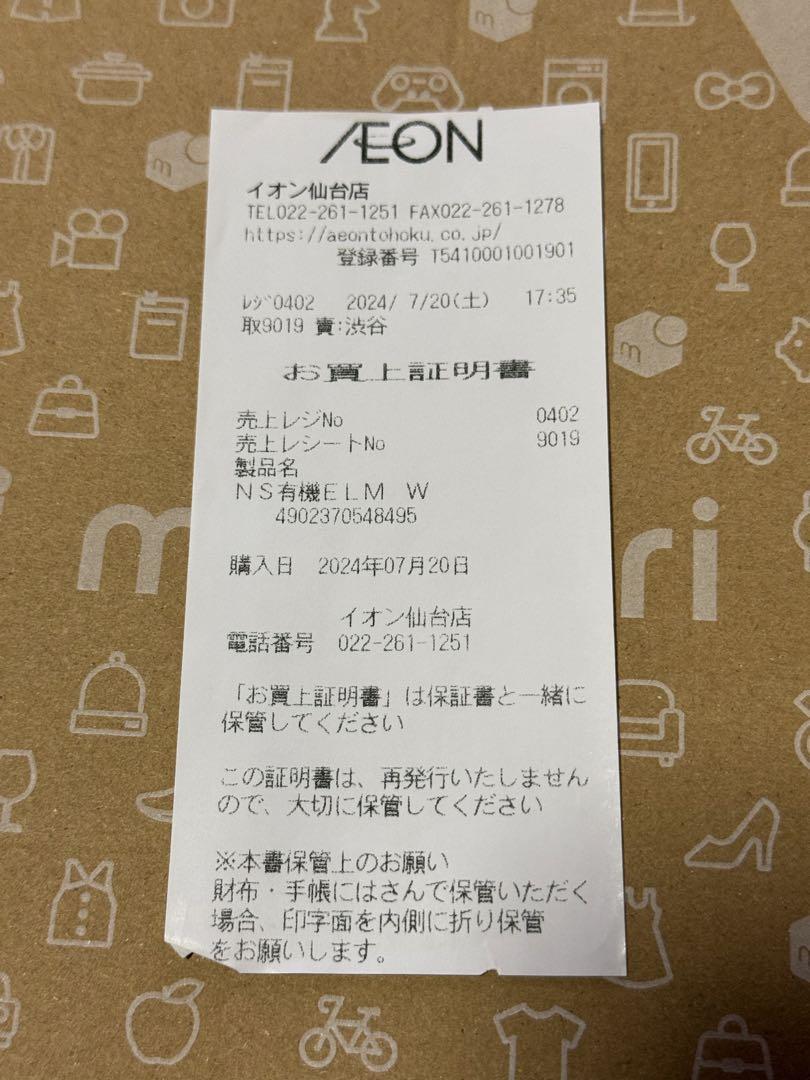 ÆON
イオン仙台店
TEL022-261-1251 FAX022-261-1278
https://aeontohoku.co.jp/
登録番号 T5410001001901
ﾚｼﾞ0402 2024/ 7/20(土) 17:35
取9019 責:渋谷
お買上証明書
売上レジNo 0402
売上レシートNo 9019
製品名
NS有機ELM W
4902370548495
購入日 2024年07月20日
イオン仙台店
電話番号 022-261-1251
「お買上証明書」は保証書と一緒に
保管してください
この証明書は、再発行いたしません
ので、大切に保管してください
※本書保管上のお願い
財布・手帳にはさんで保管いただく
場合、印字面を内側に折り保管
をお願いします。
m ri